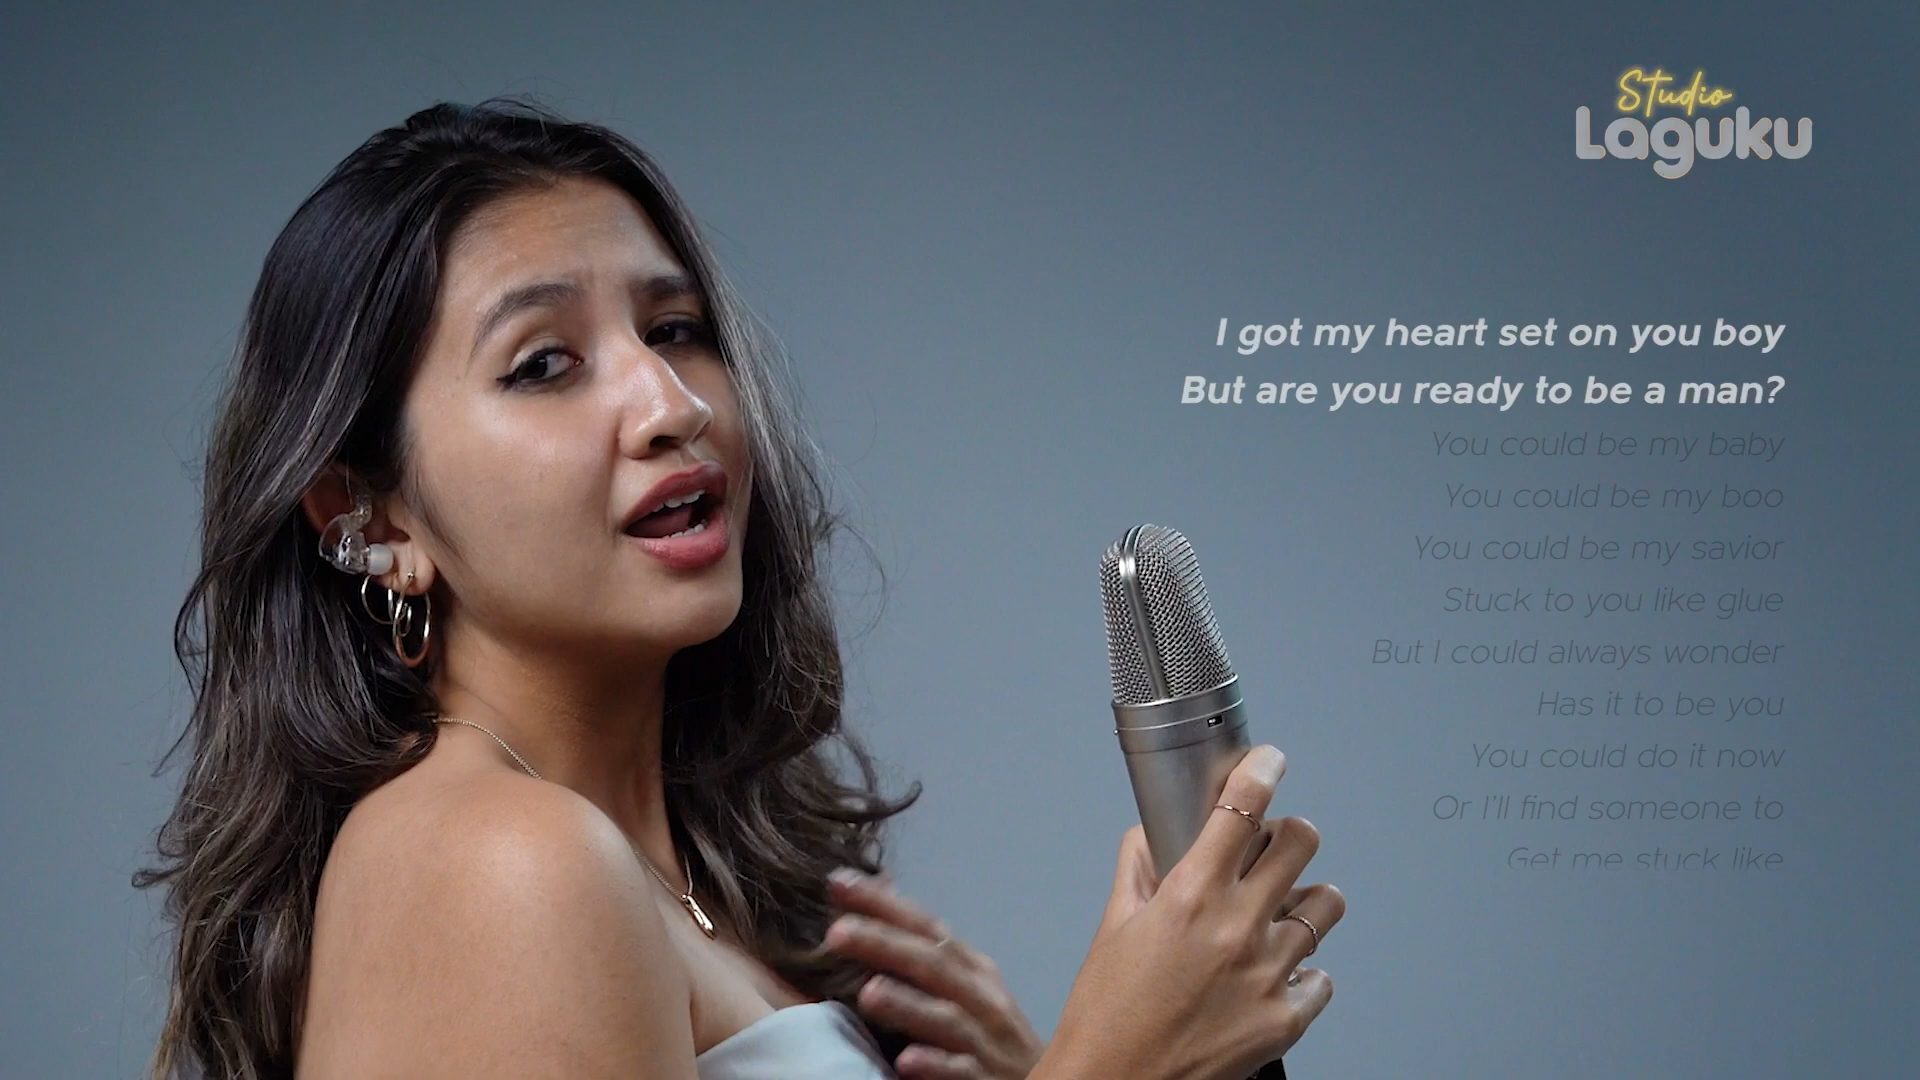 Studio
Laguku
I got my heart set on you boy
But are you ready to be a man?
You could be my baby
You could be my boo
You could be my savior
Stuck to you like glue
But I could always wonder
Has it to be you
You could do it now
Or I'll find someone to
Get me stuck like